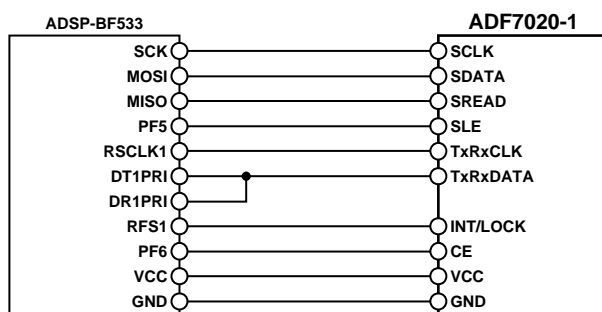 ADSP-BF533 ADF7020-1
SCK SCLK
MOSI SDATA
MISO SREAD
PF5 SLE
RSCLK1 TxRxCLK
DT1PRI TxRxDATA
DR1PRI
RFS1 INT/LOCK
PF6 CE
VCC VCC
GND GND